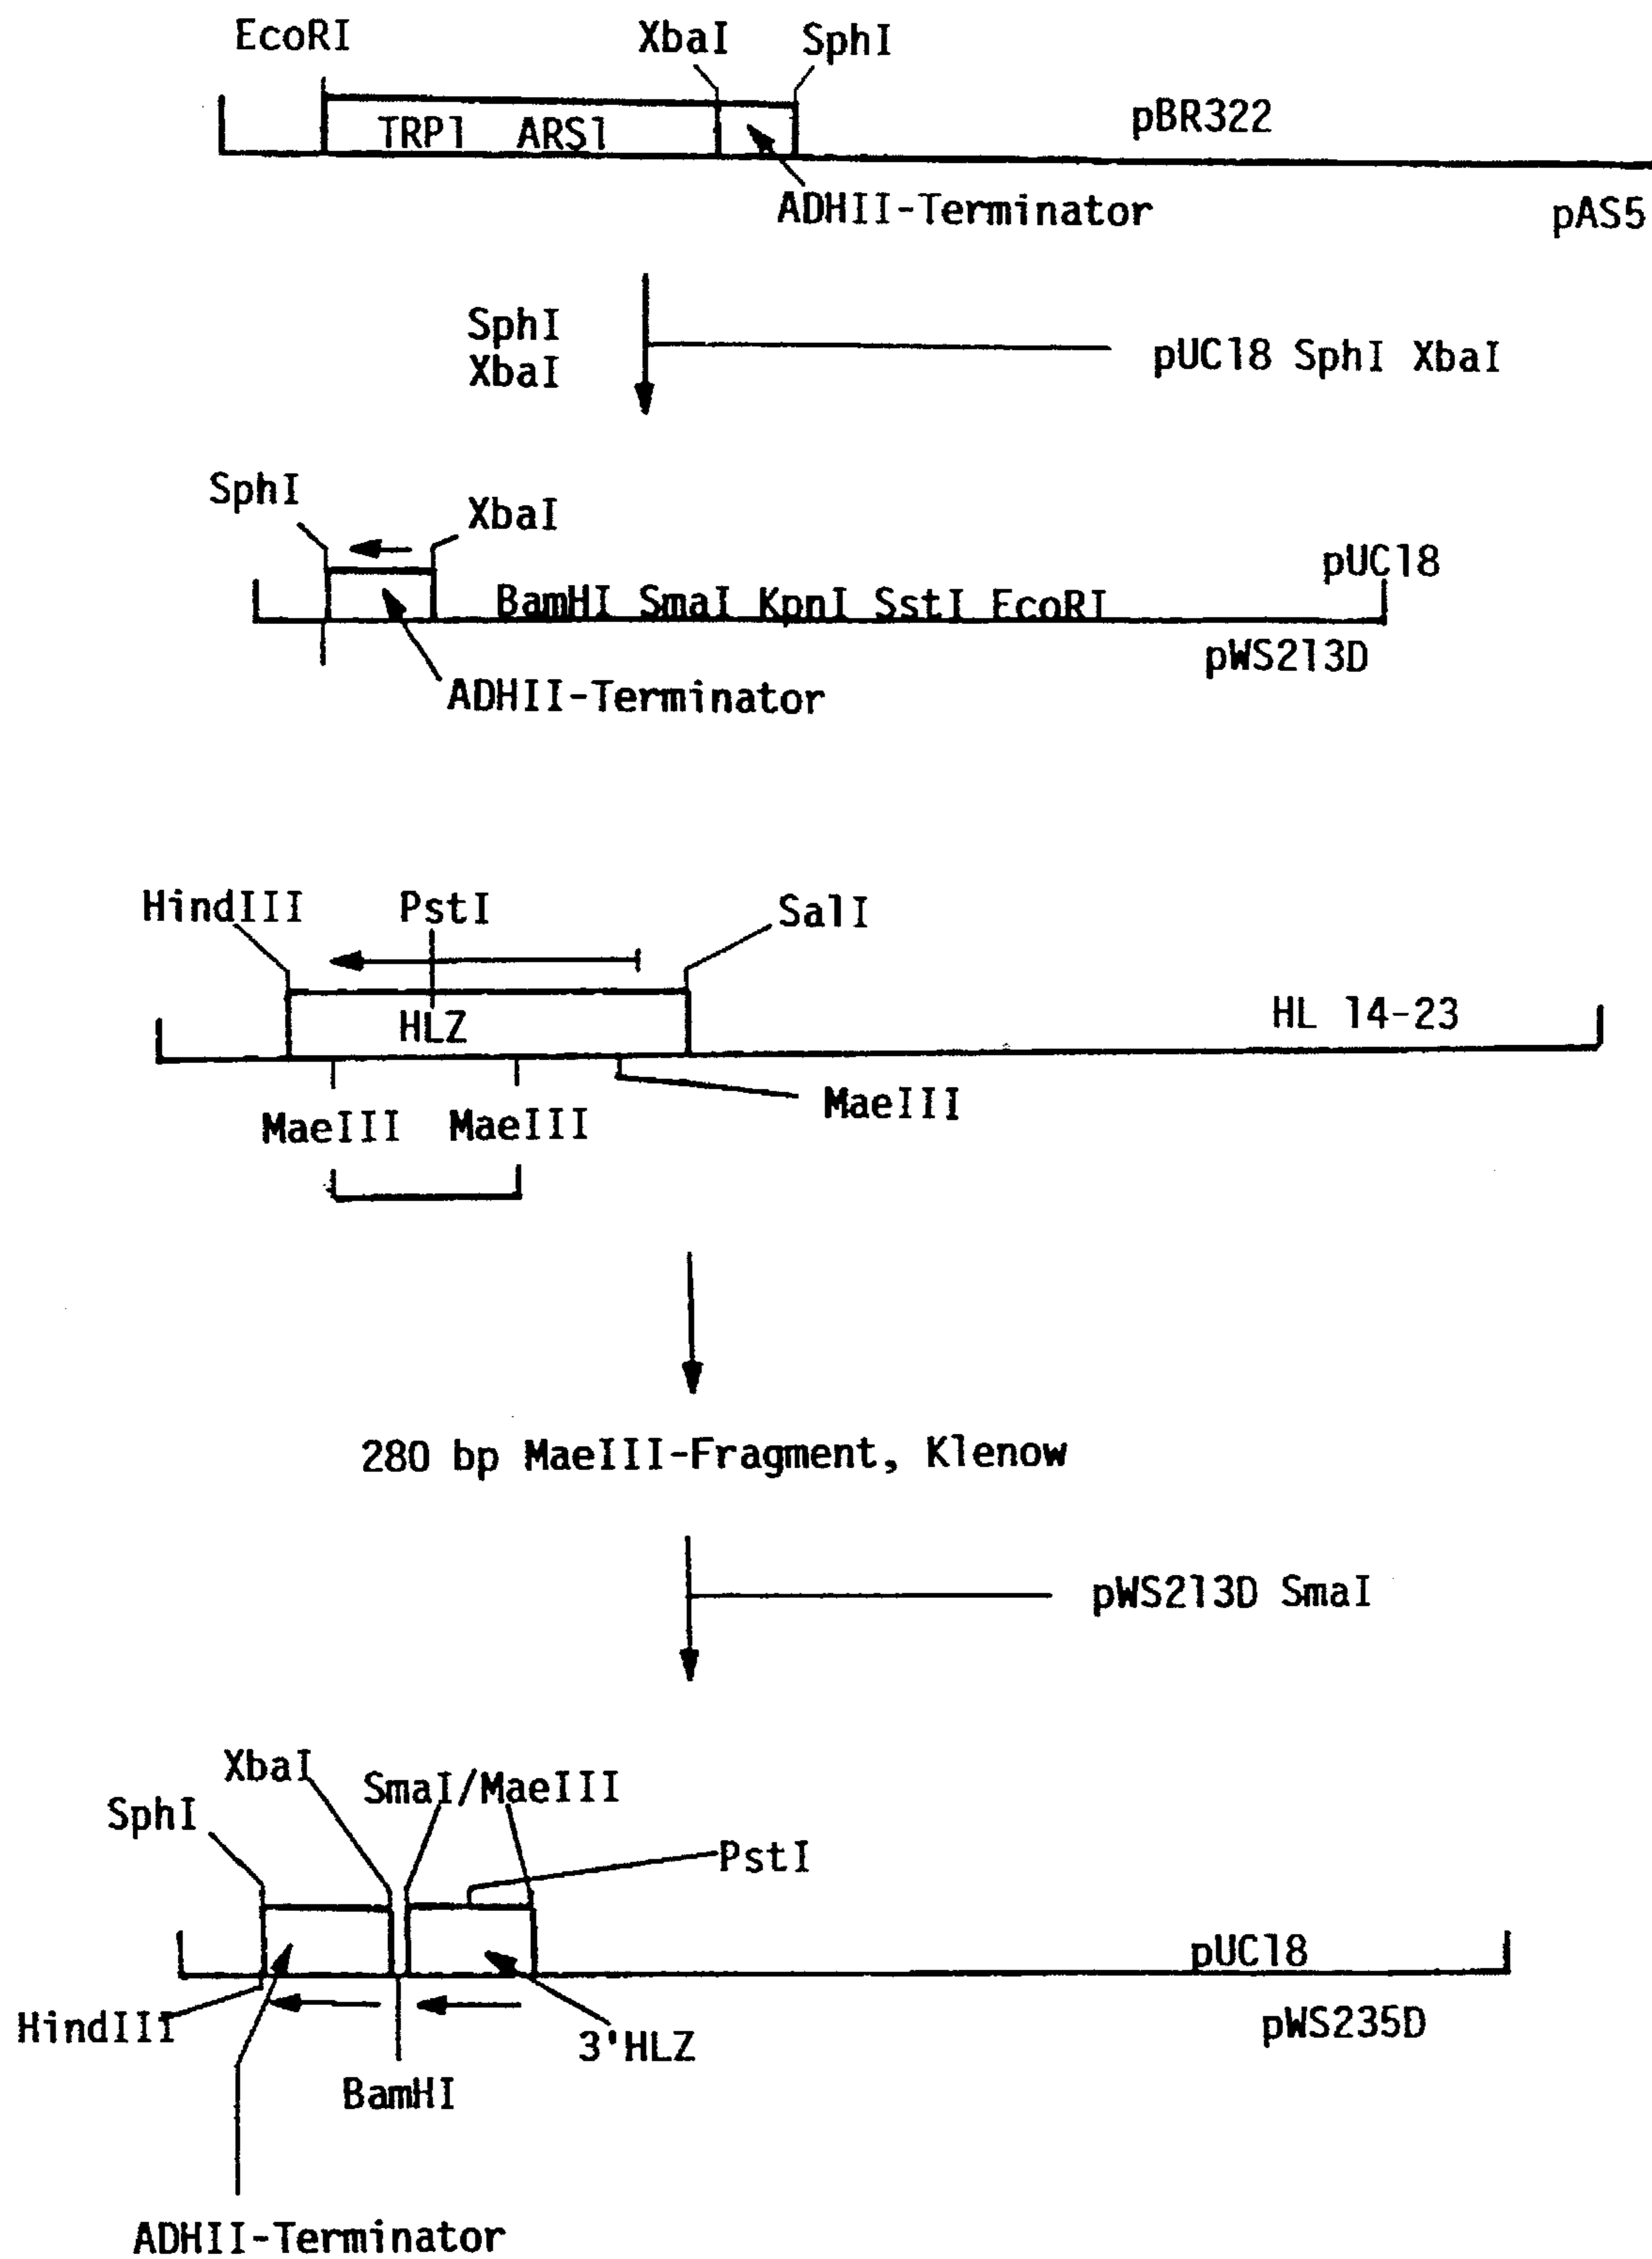 EcoRI
XbaI
SphI
TRP1 ARS1
pBR322
ADHII-Terminator
pAS5
SphI
XbaI
pUC18 SphI XbaI
SphI
XbaI
pUC18
BamHI SmaI KpnI SstI EcoRI
pWS213D
ADHII-Terminator
HindIII
PstI
SalI
HLZ
HL 14-23
MaeIII
MaeIII MaeIII
280 bp MaeIII-Fragment, Klenow
pWS213D SmaI
XbaI
SmaI/MaeIII
SphI
PstI
pUC18
HindIII
3'HLZ
pWS235D
BamHI
ADHII-Terminator